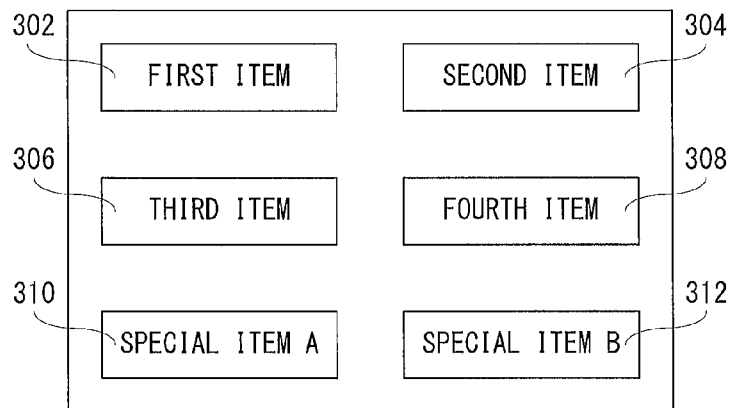 302 304
FIRST ITEM SECOND ITEM
306 308
THIRD ITEM FOURTH ITEM
310 312
SPECIAL ITEM A SPECIAL ITEM B